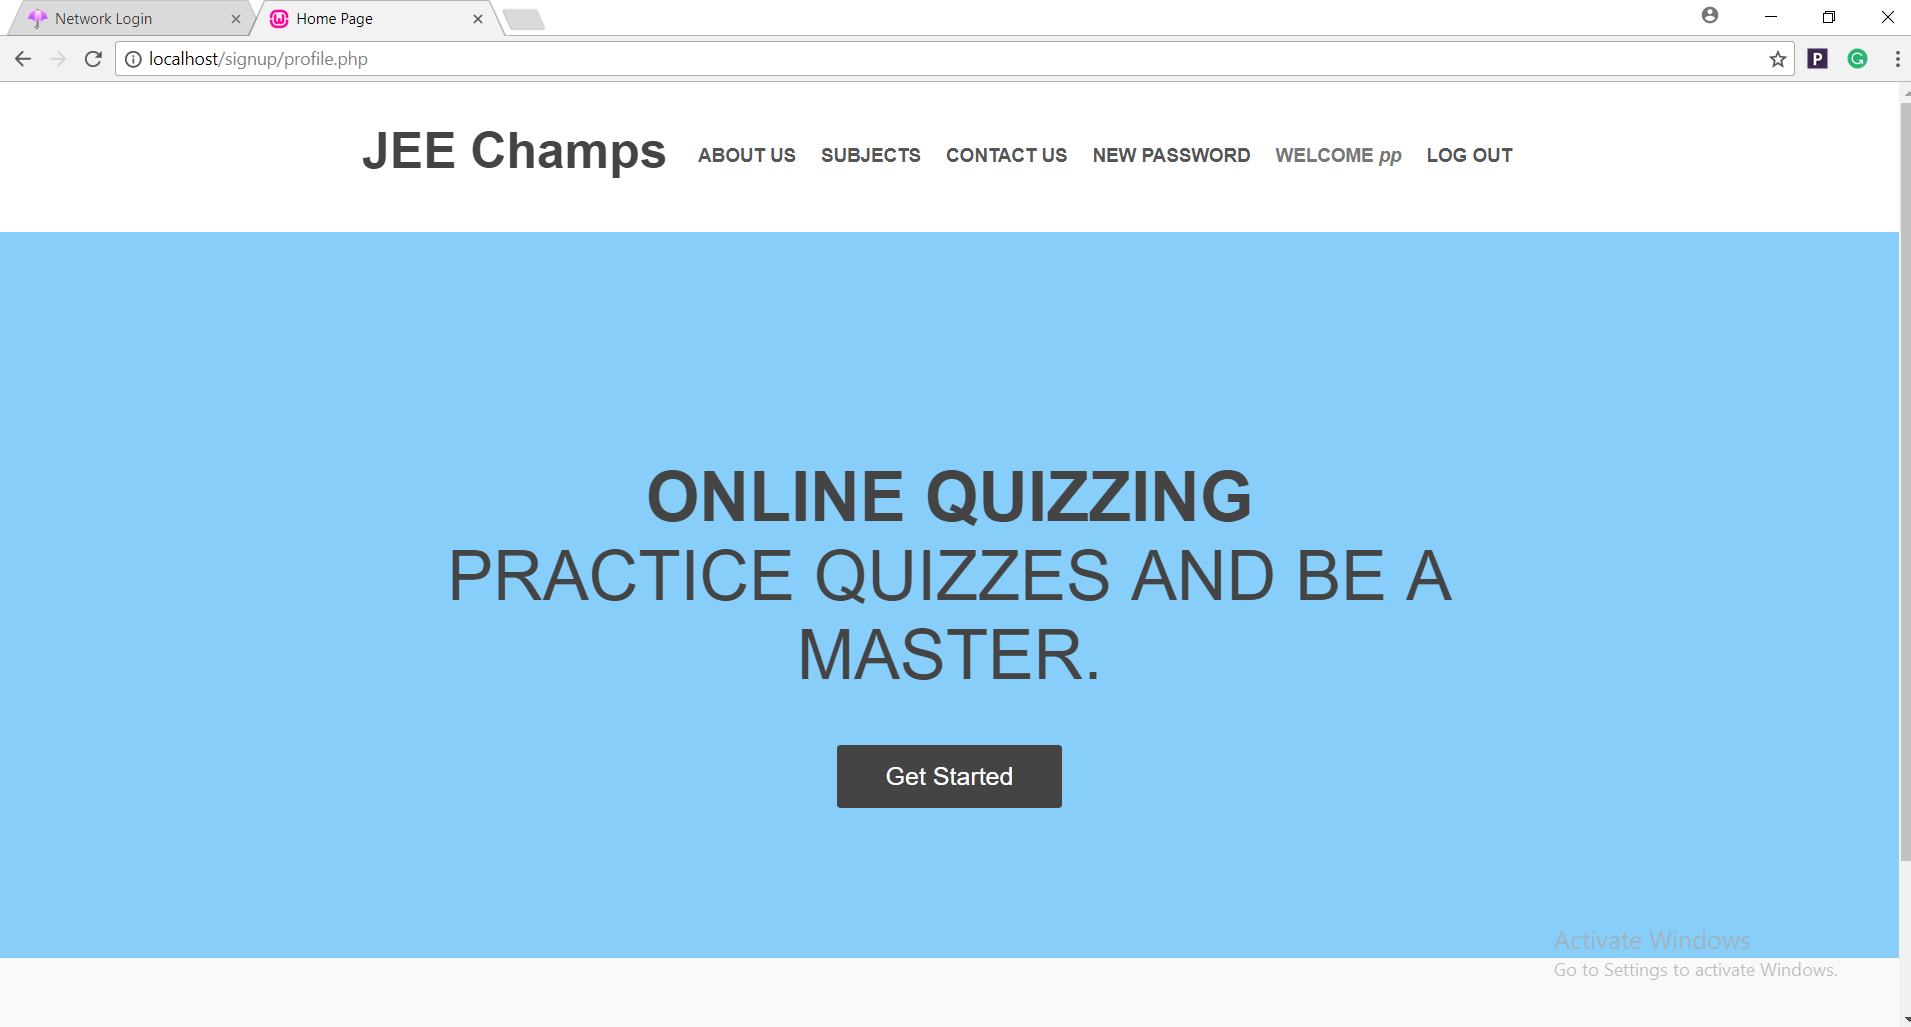 Network Login
Home Page
localhost/signup/profile.php
P
G
JEE Champs ABOUT US SUBJECTS CONTACT US NEW PASSWORD WELCOME pp LOG OUT
ONLINE QUIZZING
PRACTICE QUIZZES AND BE A
MASTER.
Get Started
Activate Windows
Go to Settings to activate Windows.